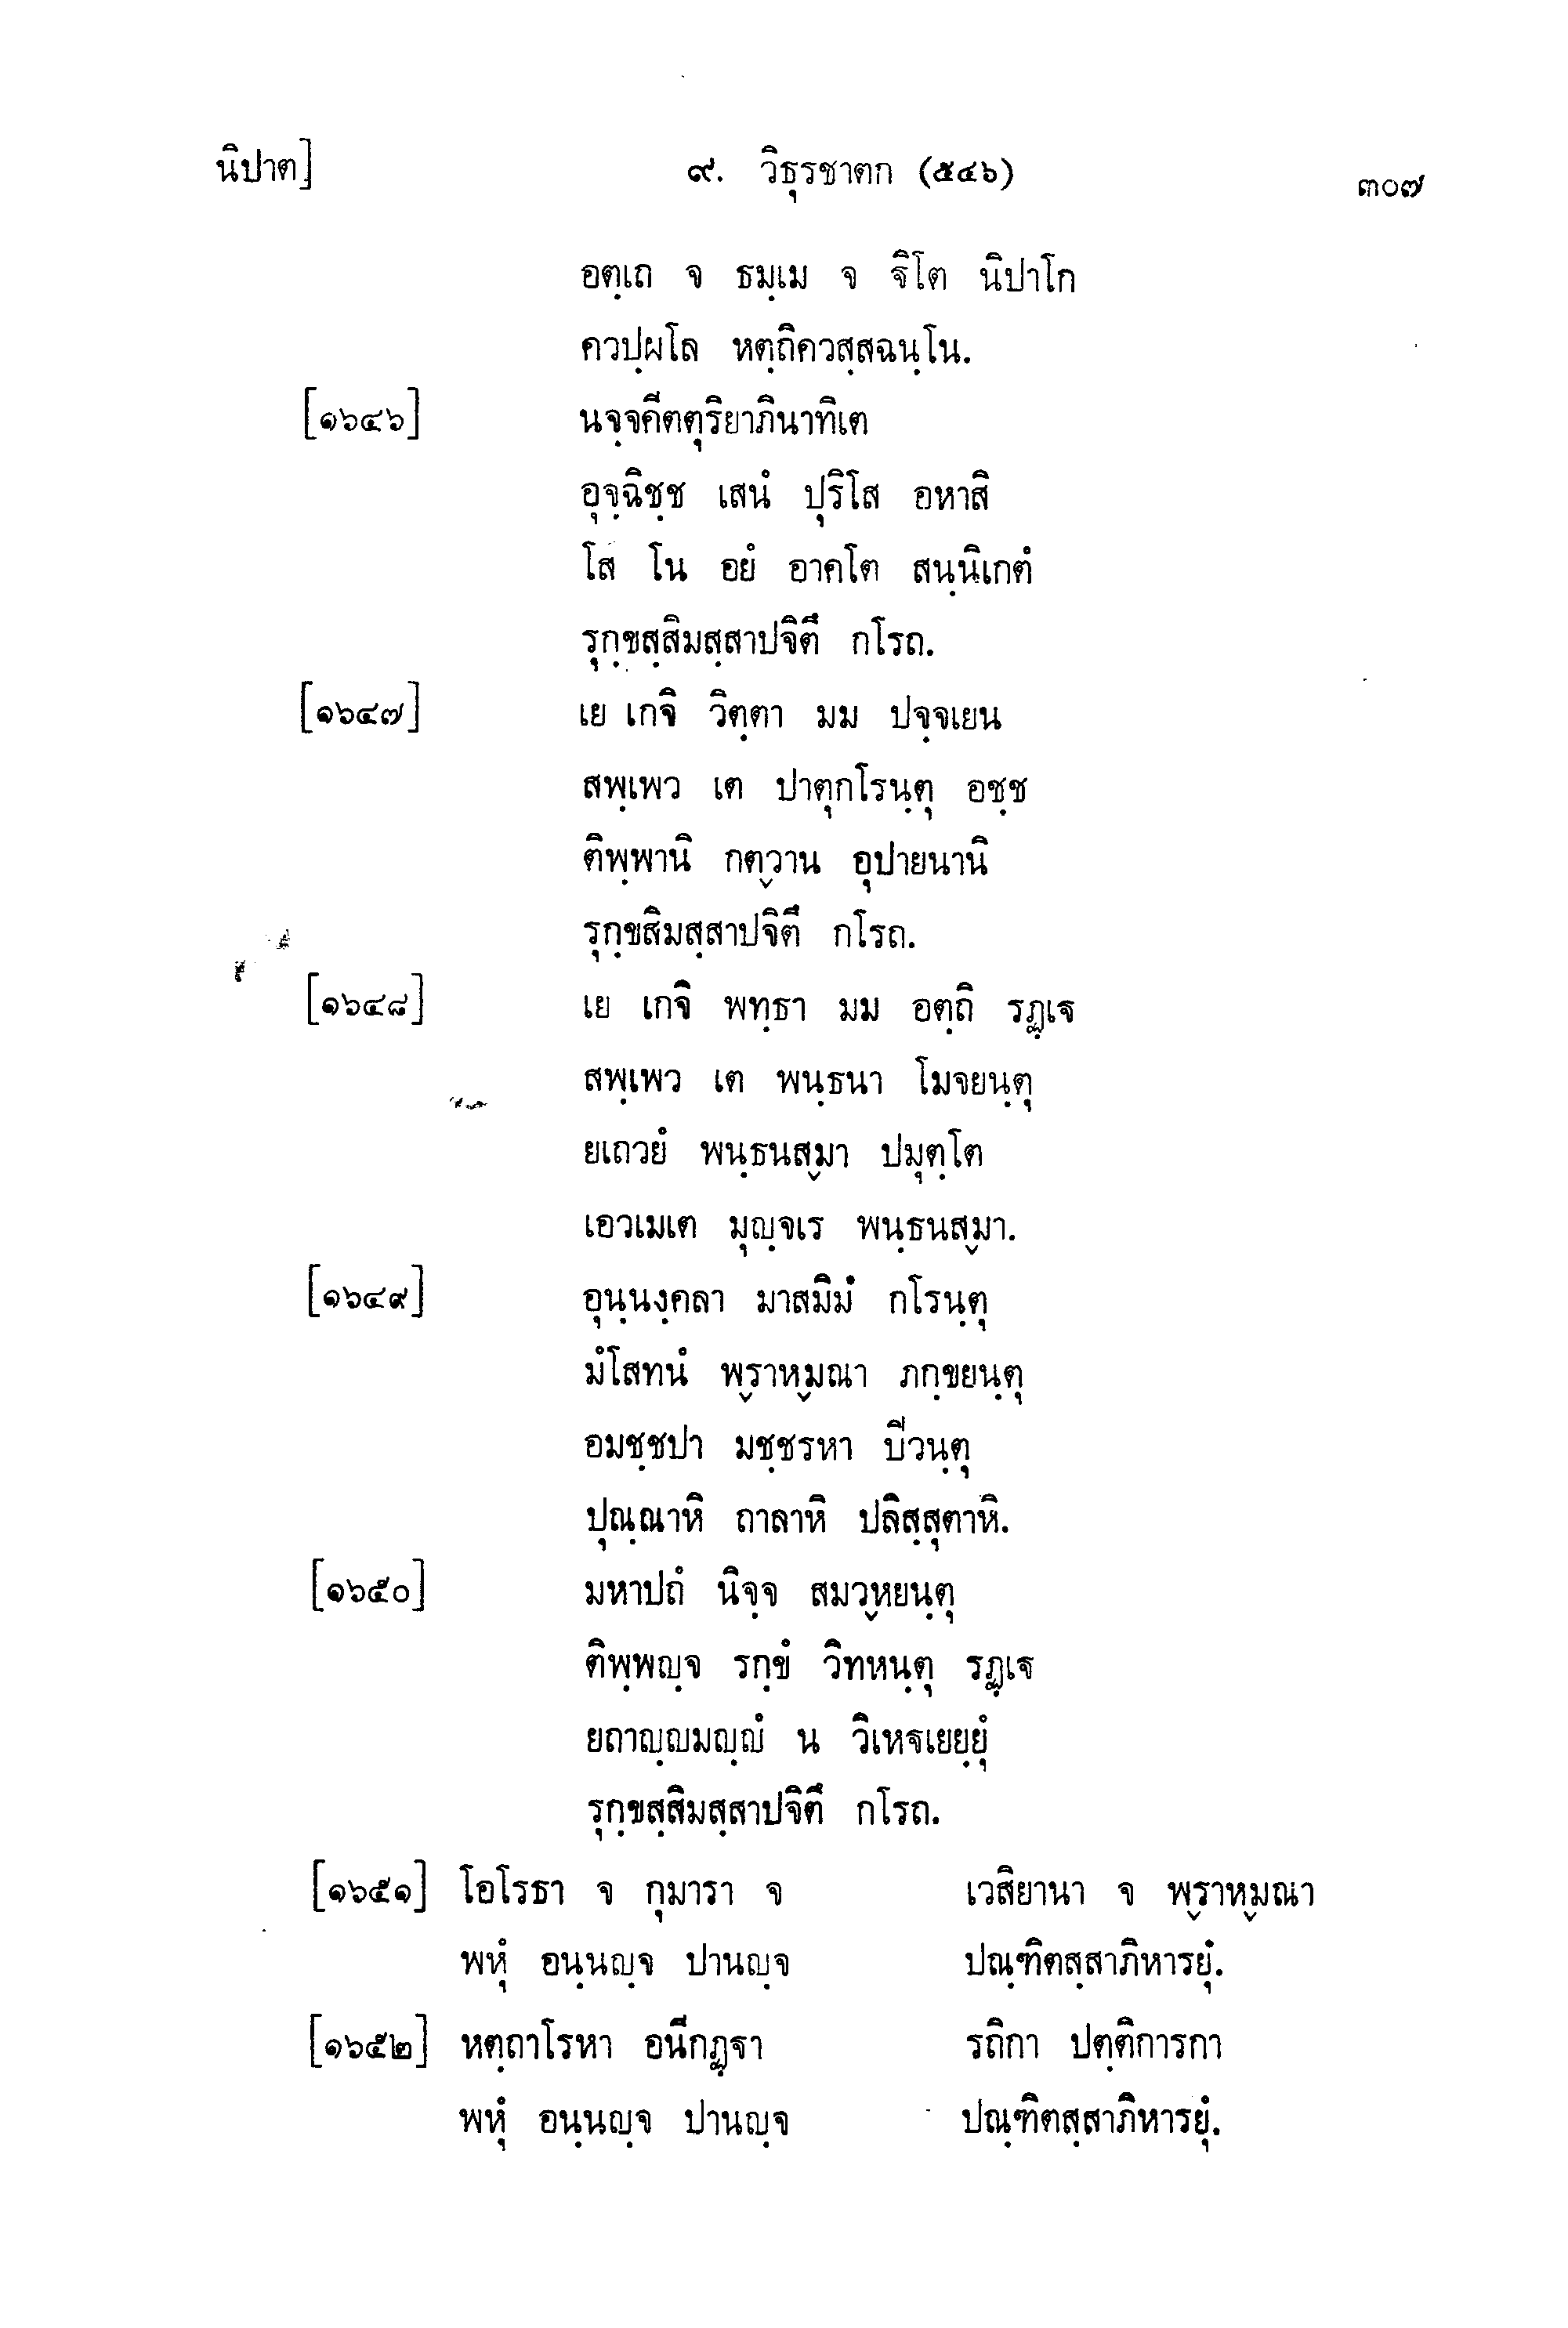 นิปาต]
๙. วิธุรชาตก (๕๔๖)
๓๐๗
อตฺเถ จ ธมฺเม จ ฐิโต นิปาโก
ควปฺผโล หตฺถิควสฺสฉนฺโน.
[๑๖๔๖] นจฺจคีตตุริยาภินาทิเต
อุจฺฉิชฺช เสนํ ปุริโส อหาสิ
โส โน อยํ อาคโต สนฺนิเกตํ
รุกฺขสฺสิมสฺสาปจิตึ กโรถ.
[๑๖๔๗] เย เกจิ วิตฺตา มม ปจฺจเยน
สพฺเพว เต ปาตุกโรนฺตุ อชฺช
ติพฺพานิ กตฺวาน อุปายนานิ
รุกฺขสิมสฺสาปจิตึ กโรถ.
[๑๖๔๘] เย เกจิ พทฺธา มม อตฺถิ รฏฺเฐ
สพฺเพว เต พนฺธนา โมจยนฺตุ
ยเถวยํ พนฺธนสฺมา ปมุตฺโต
เอวเมเต มุญฺจเร พนฺธนสฺมา.
[๑๖๔๙] อุนฺนงฺคลา มาสมิมํ กโรนฺตุ
มํโสทนํ พฺราหฺมณา ภกฺขยนฺตุ
อมชฺชปา มชฺชรหา ปีวนฺตุ
ปุณฺณาหิ ถาลาหิ ปลิสฺสุตาหิ.
[๑๖๕๐] มหาปถํ นิจฺจ สมวฺหยนฺตุ
ติพฺพญฺจ รกฺขํ วิทหนฺตุ รฏฺเฐ
ยถาญฺญมญฺญํ น วิเหฐเยยฺยุํ
รุกฺขสฺสิมสฺสาปจิตึ กโรถ.
[๑๖๕๑] โอโรธา จ กุมารา จ เวสิยานา จ พฺราหฺมณา
พหุํ อนฺนญฺจ ปานญฺจ ปณฺฑิตสฺสาภิหารยุํ.
[๑๖๕๒] หตฺถาโรหา อนีกฏฺฐา รถิกา ปตฺติการกา
พหุํ อนฺนญฺจ ปานญฺจ ปณฺฑิตสฺสาภิหารยุํ.